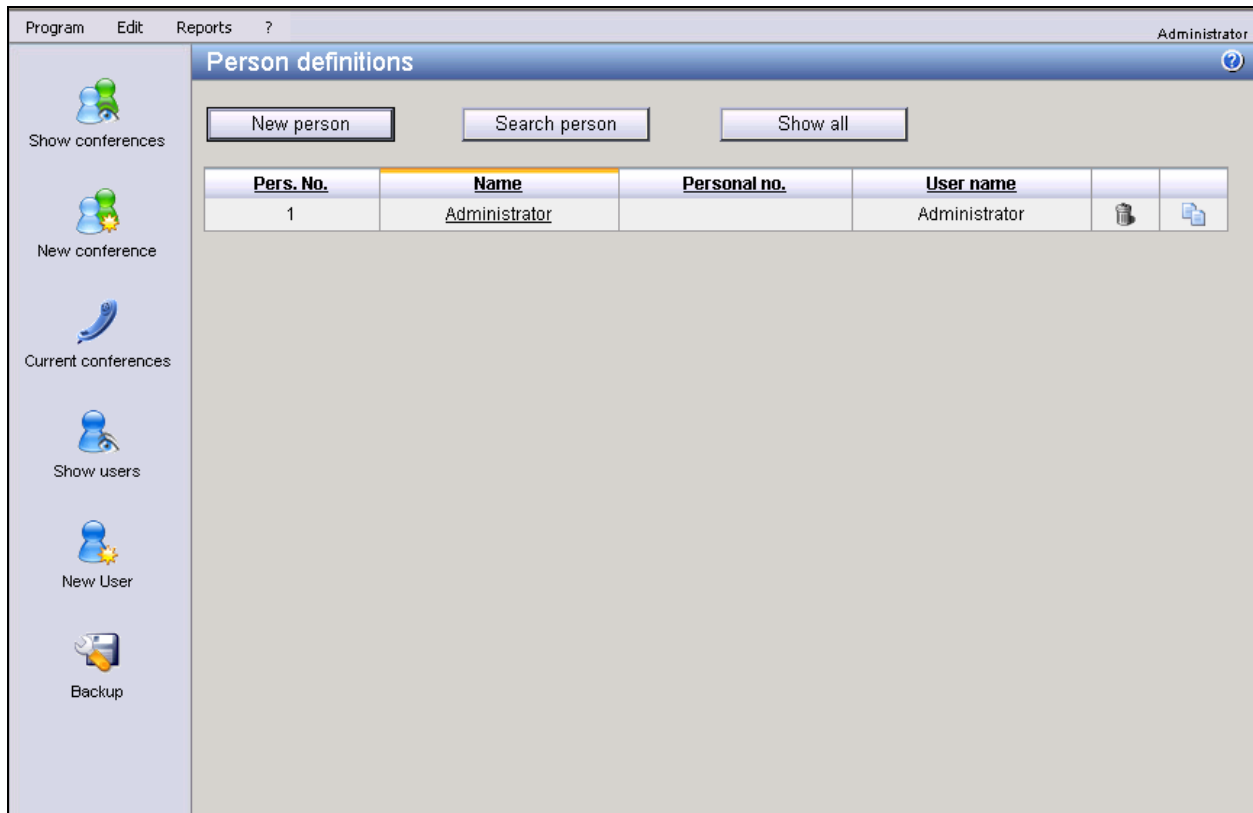 Program Edit Reports ?
Administrator
Person definitions
?
New person Search person Show all
Pers. No. Name Personal no. User name
1 Administrator Administrator
Show conferences
New conference
Current conferences
Show users
New User
Backup